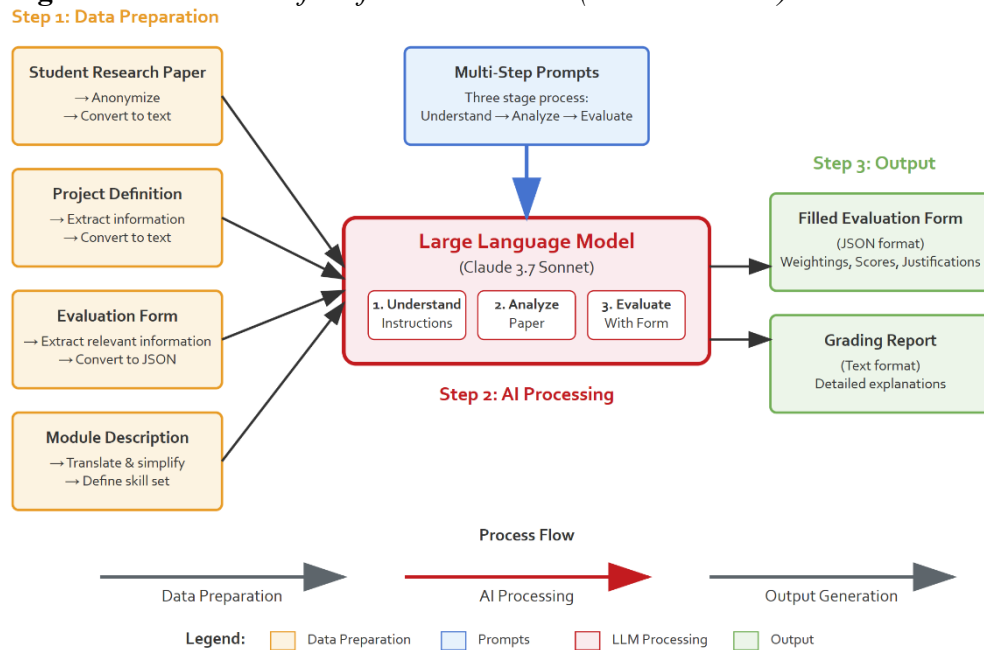 Step 1: Data Preparation
Student Research Paper
→ Anonymize
→ Convert to text
Project Definition
→ Extract information
→ Convert to text
Evaluation Form
→ Extract relevant information
→ Convert to JSON
Module Description
→ Translate & simplify
→ Define skill set
Multi-Step Prompts
Three stage process:
Understand → Analyze → Evaluate
Large Language Model
(Claude 3.7 Sonnet)
1. Understand
Instructions
2. Analyze
Paper
3. Evaluate
With Form
Step 2: AI Processing
Step 3: Output
Filled Evaluation Form
(JSON format)
Weightings, Scores, Justifications
Grading Report
(Text format)
Detailed explanations
Process Flow
Data Preparation
AI Processing
Output Generation
Legend:
Data Preparation
Prompts
LLM Processing
Output